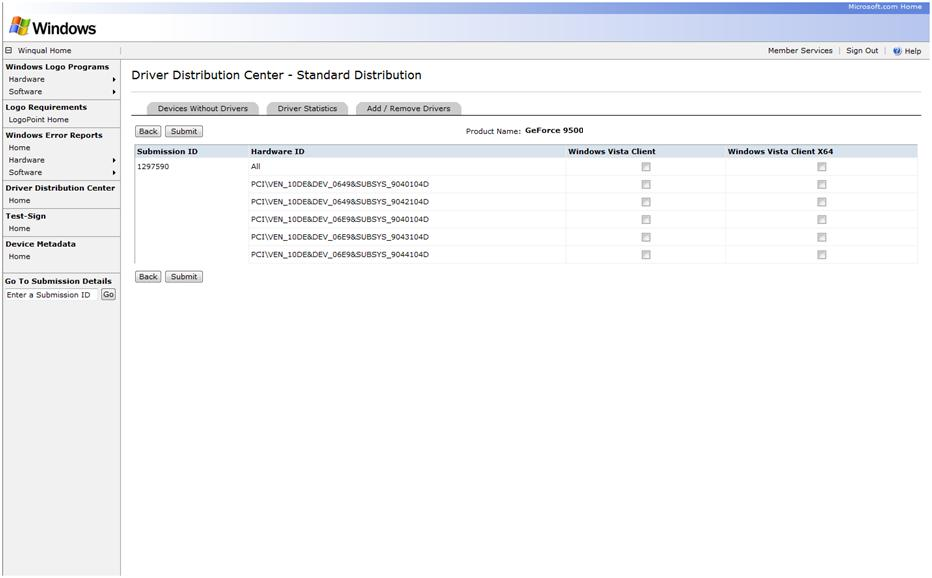 Microsoft.com Home
Windows
Winqual Home
Member Services | Sign Out | Help
Windows Logo Programs
Hardware
Software
Logo Requirements
LogoPoint Home
Windows Error Reports
Home
Hardware
Software
Driver Distribution Center
Home
Test-Sign
Home
Device Metadata
Home
Go To Submission Details
Enter a Submission ID Go
Driver Distribution Center - Standard Distribution
Devices Without Drivers Driver Statistics Add / Remove Drivers
Back Submit Product Name: GeForce 9500
Submission ID Hardware ID Windows Vista Client Windows Vista Client X64
1297590 All
PCI\VEN_10DE&DEV_0649&SUBSYS_9040104D
PCI\VEN_10DE&DEV_0649&SUBSYS_9042104D
PCI\VEN_10DE&DEV_06E9&SUBSYS_9040104D
PCI\VEN_10DE&DEV_06E9&SUBSYS_9043104D
PCI\VEN_10DE&DEV_06E9&SUBSYS_9044104D
Back Submit